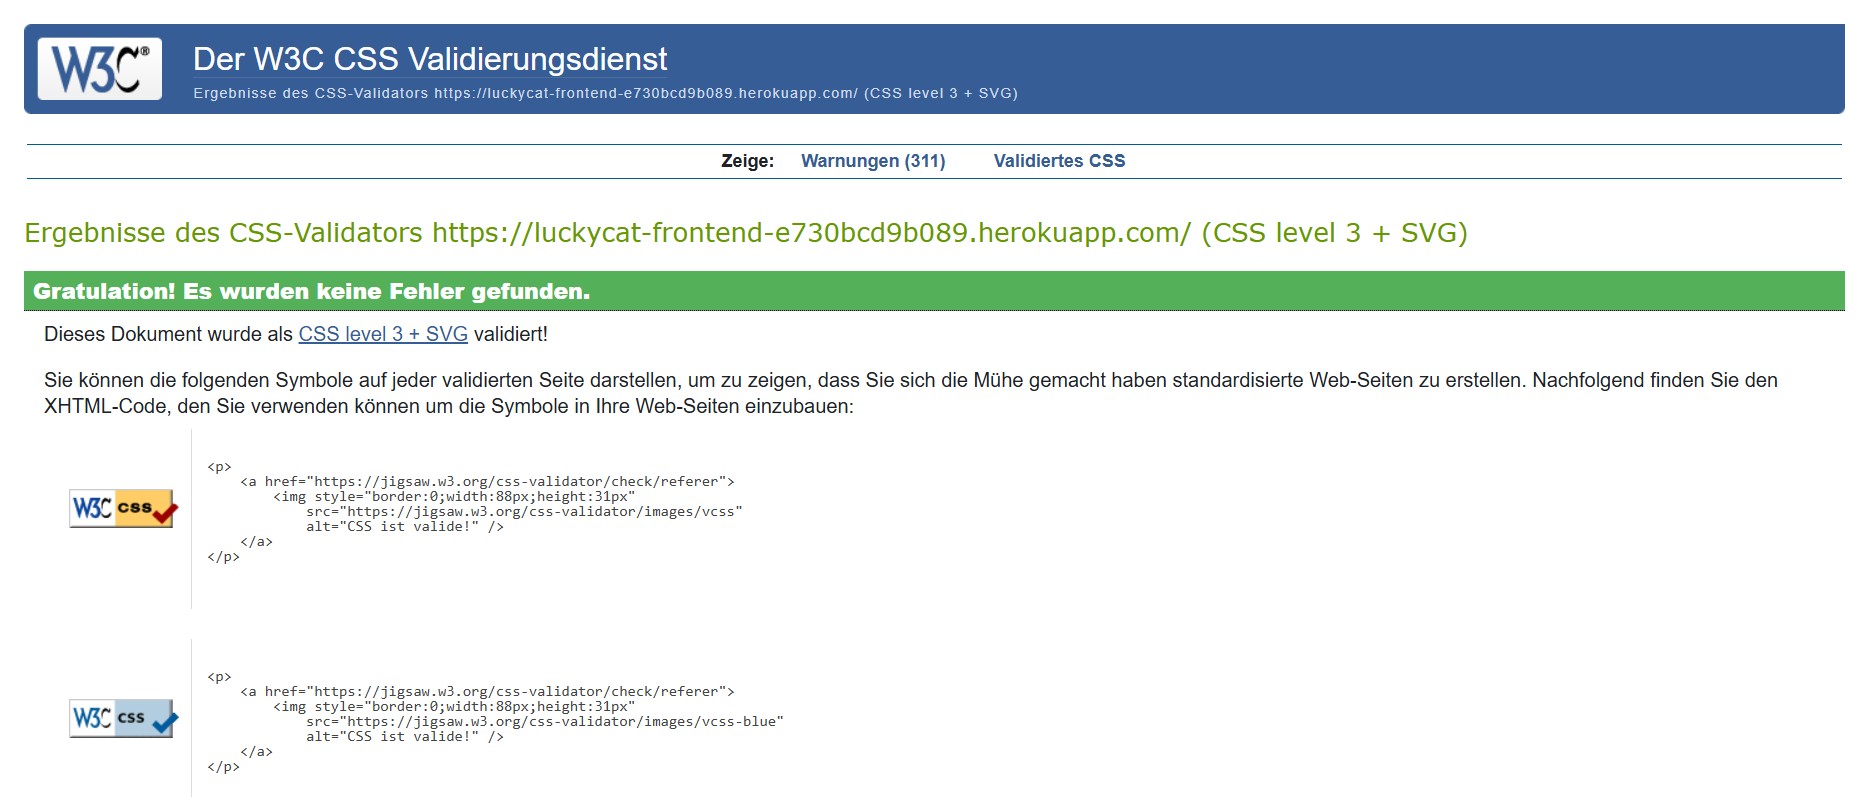 W3C®
Der W3C CSS Validierungsdienst
Ergebnisse des CSS-Validators https://luckycat-frontend-e730bcd9b089.herokuapp.com/ (CSS level 3 + SVG)
Zeige: Warnungen (311) Validiertes CSS
Ergebnisse des CSS-Validators https://luckycat-frontend-e730bcd9b089.herokuapp.com/ (CSS level 3 + SVG)
Gratulation! Es wurden keine Fehler gefunden.
Dieses Dokument wurde als CSS level 3 + SVG validiert!
Sie können die folgenden Symbole auf jeder validierten Seite darstellen, um zu zeigen, dass Sie sich die Mühe gemacht haben standardisierte Web-Seiten zu erstellen. Nachfolgend finden Sie den
XHTML-Code, den Sie verwenden können um die Symbole in Ihre Web-Seiten einzubauen:
W3C css
<p>
<a href="https://jigsaw.w3.org/css-validator/check/referer">
<img style="border:0;width:88px;height:31px"
src="https://jigsaw.w3.org/css-validator/images/vcss"
alt="CSS ist valide!" />
</a>
</p>
W3C css
<p>
<a href="https://jigsaw.w3.org/css-validator/check/referer">
<img style="border:0;width:88px;height:31px"
src="https://jigsaw.w3.org/css-validator/images/vcss-blue"
alt="CSS ist valide!" />
</a>
</p>